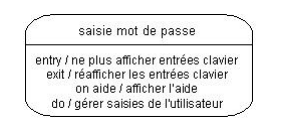 saisie mot de passe
entry / ne plus afficher entrées clavier
exit / réafficher les entrées clavier
on aide / afficher l'aide
do / gérer saisies de l'utilisateur